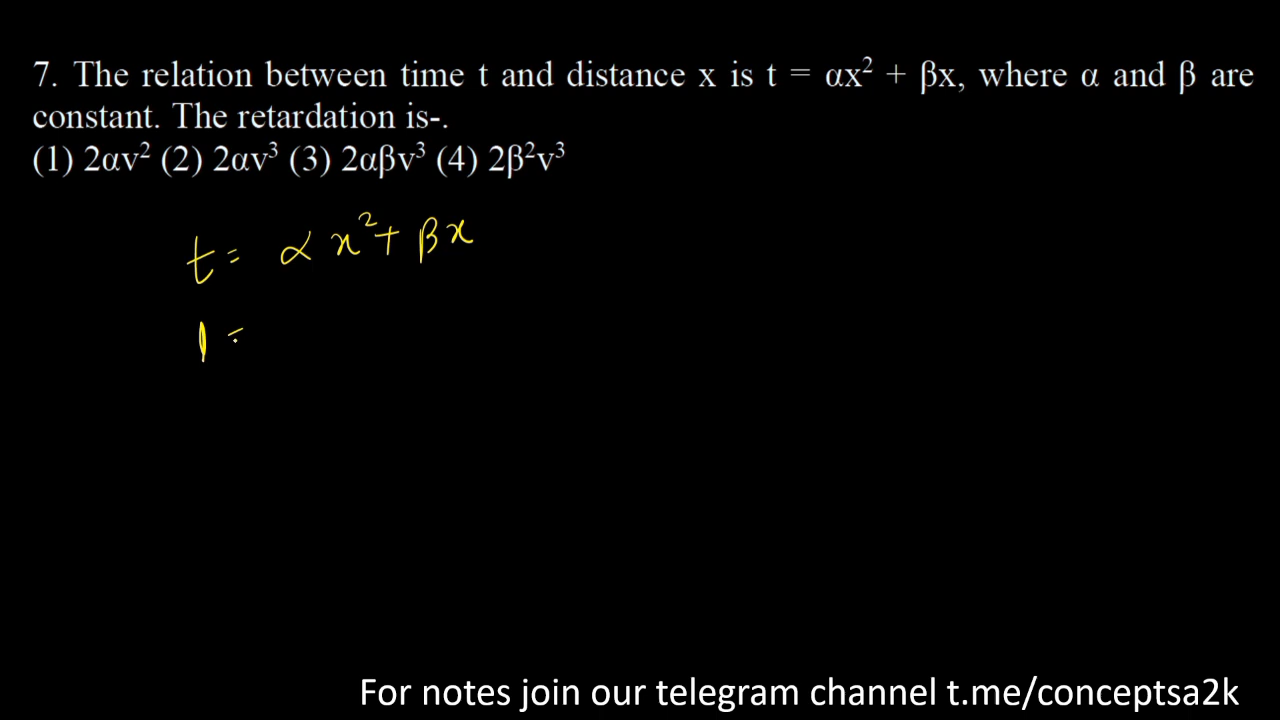 7. The relation between time t and distance x is t = αx² + βx, where α and β are
constant. The retardation is-.
(1) 2αv² (2) 2αv³ (3) 2αβv³ (4) 2β²v³
t = αx² + βx
1 =
For notes join our telegram channel t.me/conceptsa2k